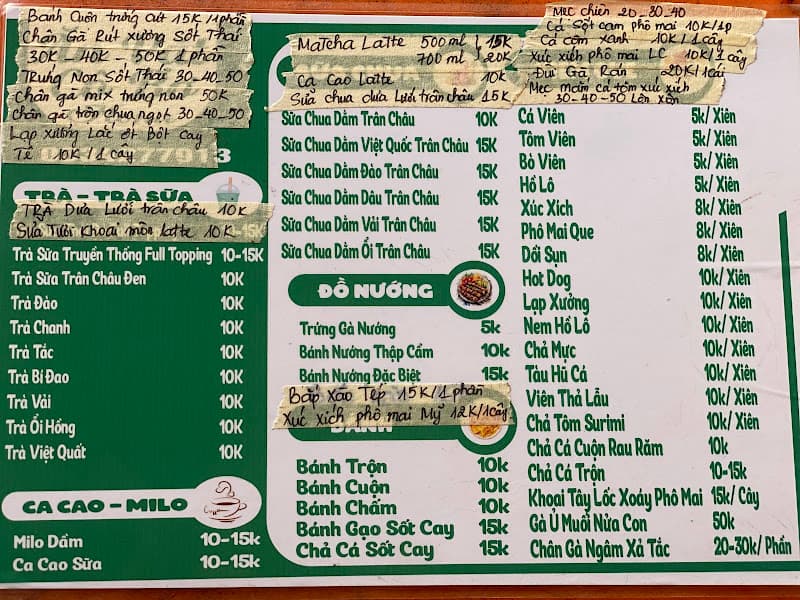 Bánh Cuộn trứng cút 15K/1phần
Chân Gà Rút xương Sốt Thái
30K - 40K - 50K 1 phần
Trứng Non Sốt Thái 30-40-50
Chân gà mix trứng non 50K
Chân gà trộn chua ngọt 30-40-50
Lạp xưởng Lắc ớt Bột Cay
Tê 10K/1 cây
77913
TRÀ - TRÀ SỮA
TRÀ Dưa Lưới trân châu 10K
Sữa Tươi Khoai môn latte 10K 15K
Trà Sữa Truyền Thống Full Topping 10-15K
Trà Sữa Trân Châu Đen 10K
Trà Đào 10K
Trà Chanh 10K
Trà Tắc 10K
Trà Bí Đao 10K
Trà Vải 10K
Trà Ổi Hồng 10K
Trà Việt Quất 10K
CA CAO - MILO
Milo Dầm 10-15k
Ca Cao Sữa 10-15k
Matcha Latte 500ml 15K
700ml 20K
Ca Cao Latte 10K
Sữa chua dưa Lưới trân châu 15K
Sữa Chua Dầm Trân Châu 10K
Sữa Chua Dầm Việt Quốc Trân Châu 15K
Sữa Chua Dầm Đào Trân Châu 15K
Sữa Chua Dầm Dâu Trân Châu 15K
Sữa Chua Dầm Vải Trân Châu 15K
Sữa Chua Dầm Ổi Trân Châu 15K
ĐỒ NƯỚNG
Trứng Gà Nướng 5k
Bánh Nướng Thập Cẩm 10k
Bánh Nướng Đặc Biệt 15k
Bắp Xào Tép 15K/1phần
Xúc xích phô mai Mỹ 12K/1cây
BÁNH
Bánh Trộn 10k
Bánh Cuộn 10k
Bánh Chấm 10k
Bánh Gạo Sốt Cay 15k
Chả Cá Sốt Cay 15k
Mẹc chiên 20-30-40
Cá Sốt cam phô mai 10K/1p
Cá cốm xanh 10K/1 cây
Xúc xích phô mai LC 10K/1 cây
Đùi Gà Rán 20K/1 cái
Mẹc mắm cá tôm xúc xích
30-40-50 Lộn xộn
Cá Viên 5k/Xiên
Tôm Viên 5k/Xiên
Bò Viên 5k/Xiên
Hồ Lô 5k/Xiên
Xúc Xích 8k/Xiên
Phô Mai Que 8k/Xiên
Dồi Sụn 8k/Xiên
Hot Dog 10k/Xiên
Lạp Xưởng 10k/Xiên
Nem Hồ Lô 10k/Xiên
Chả Mực 10k/Xiên
Tàu Hũ Cá 10k/Xiên
Viên Thả Lẩu 10k/Xiên
Chả Tôm Surimi 10k/Xiên
Chả Cá Cuộn Rau Răm 10k
Chả Cá Trộn 10-15k
Khoai Tây Lốc Xoáy Phô Mai 15k/Cây
Gà Ủ Muối Nửa Con 50k
Chân Gà Ngâm Xả Tắc 20-30k/Phần